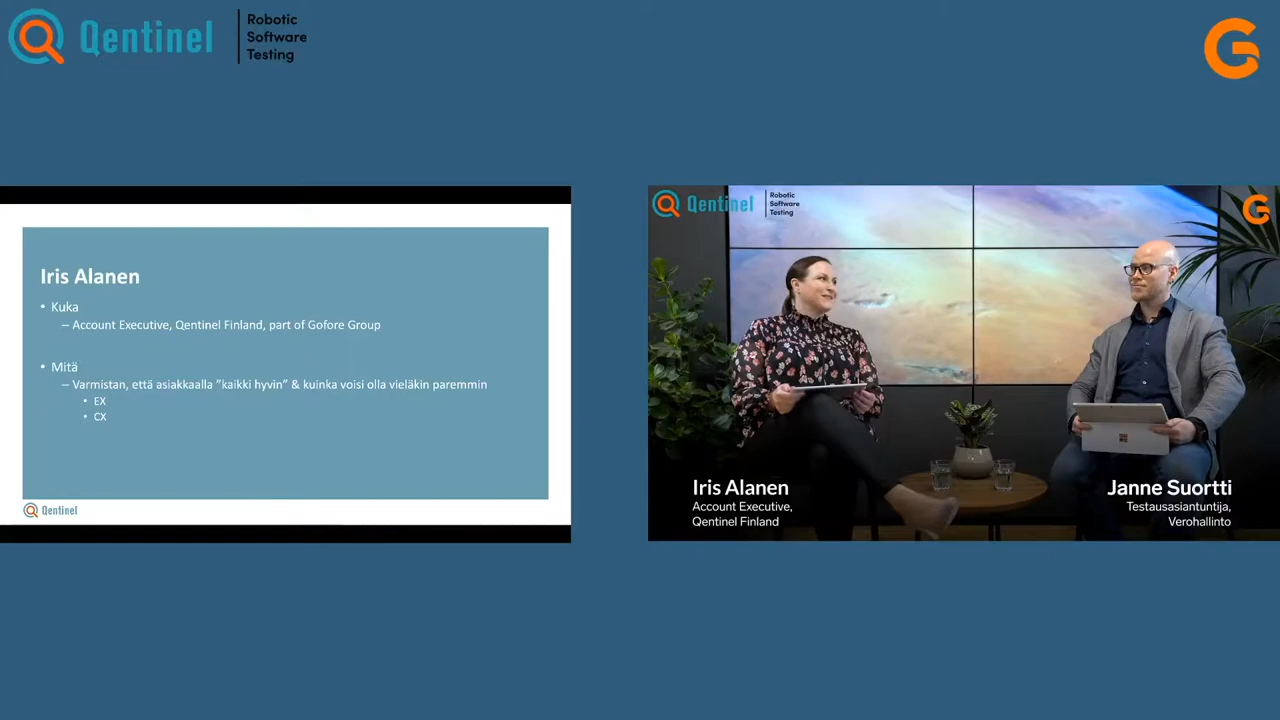 Qentinel
Robotic
Software
Testing
Iris Alanen
• Kuka
– Account Executive, Qentinel Finland, part of Gofore Group
• Mitä
– Varmistan, että asiakkaalla ”kaikki hyvin” & kuinka voisi olla vieläkin paremmin
• EX
• CX
Qentinel
Qentinel
Robotic
Software
Testing
Iris Alanen
Account Executive,
Qentinel Finland
Janne Suortti
Testausasiantuntija,
Verohallinto